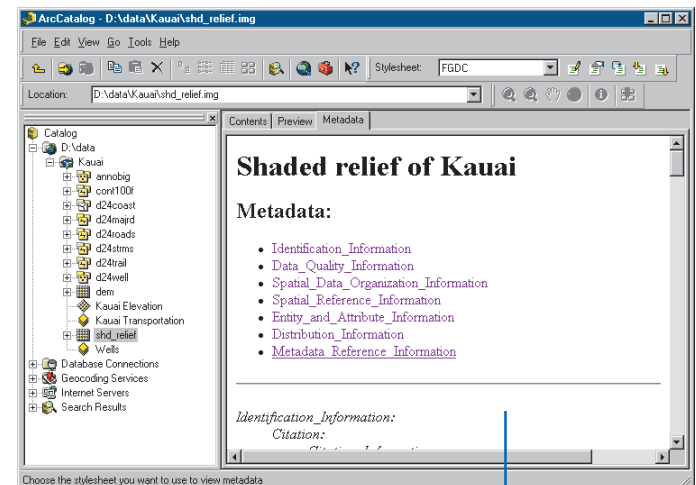 ArcCatalog - D:\data\Kauai\shd_relief.img
File Edit View Go Tools Help
Stylesheet: FGDC
Location: D:\data\Kauai\shd_relief.img
Contents Preview Metadata
Catalog
D:\data
Kauai
annobig
cont100f
d24coast
d24majrd
d24roads
d24strms
d24trail
d24well
dem
Kauai Elevation
Kauai Transportation
shd_relief
Wells
Database Connections
Geocoding Services
Internet Servers
Search Results
Shaded relief of Kauai
Metadata:
Identification_Information
Data_Quality_Information
Spatial_Data_Organization_Information
Spatial_Reference_Information
Entity_and_Attribute_Information
Distribution_Information
Metadata_Reference_Information
Identification_Information:
Citation:
Choose the stylesheet you want to use to view metadata